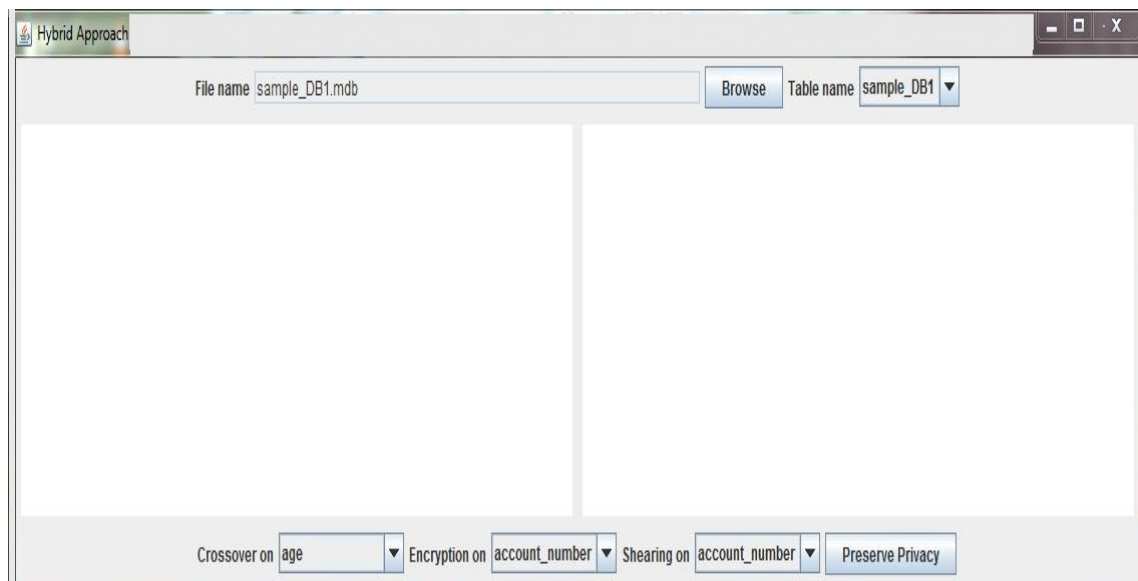 Hybrid Approach
File name sample_DB1.mdb Browse Table name sample_DB1
Crossover on age Encryption on account_number Shearing on account_number Preserve Privacy